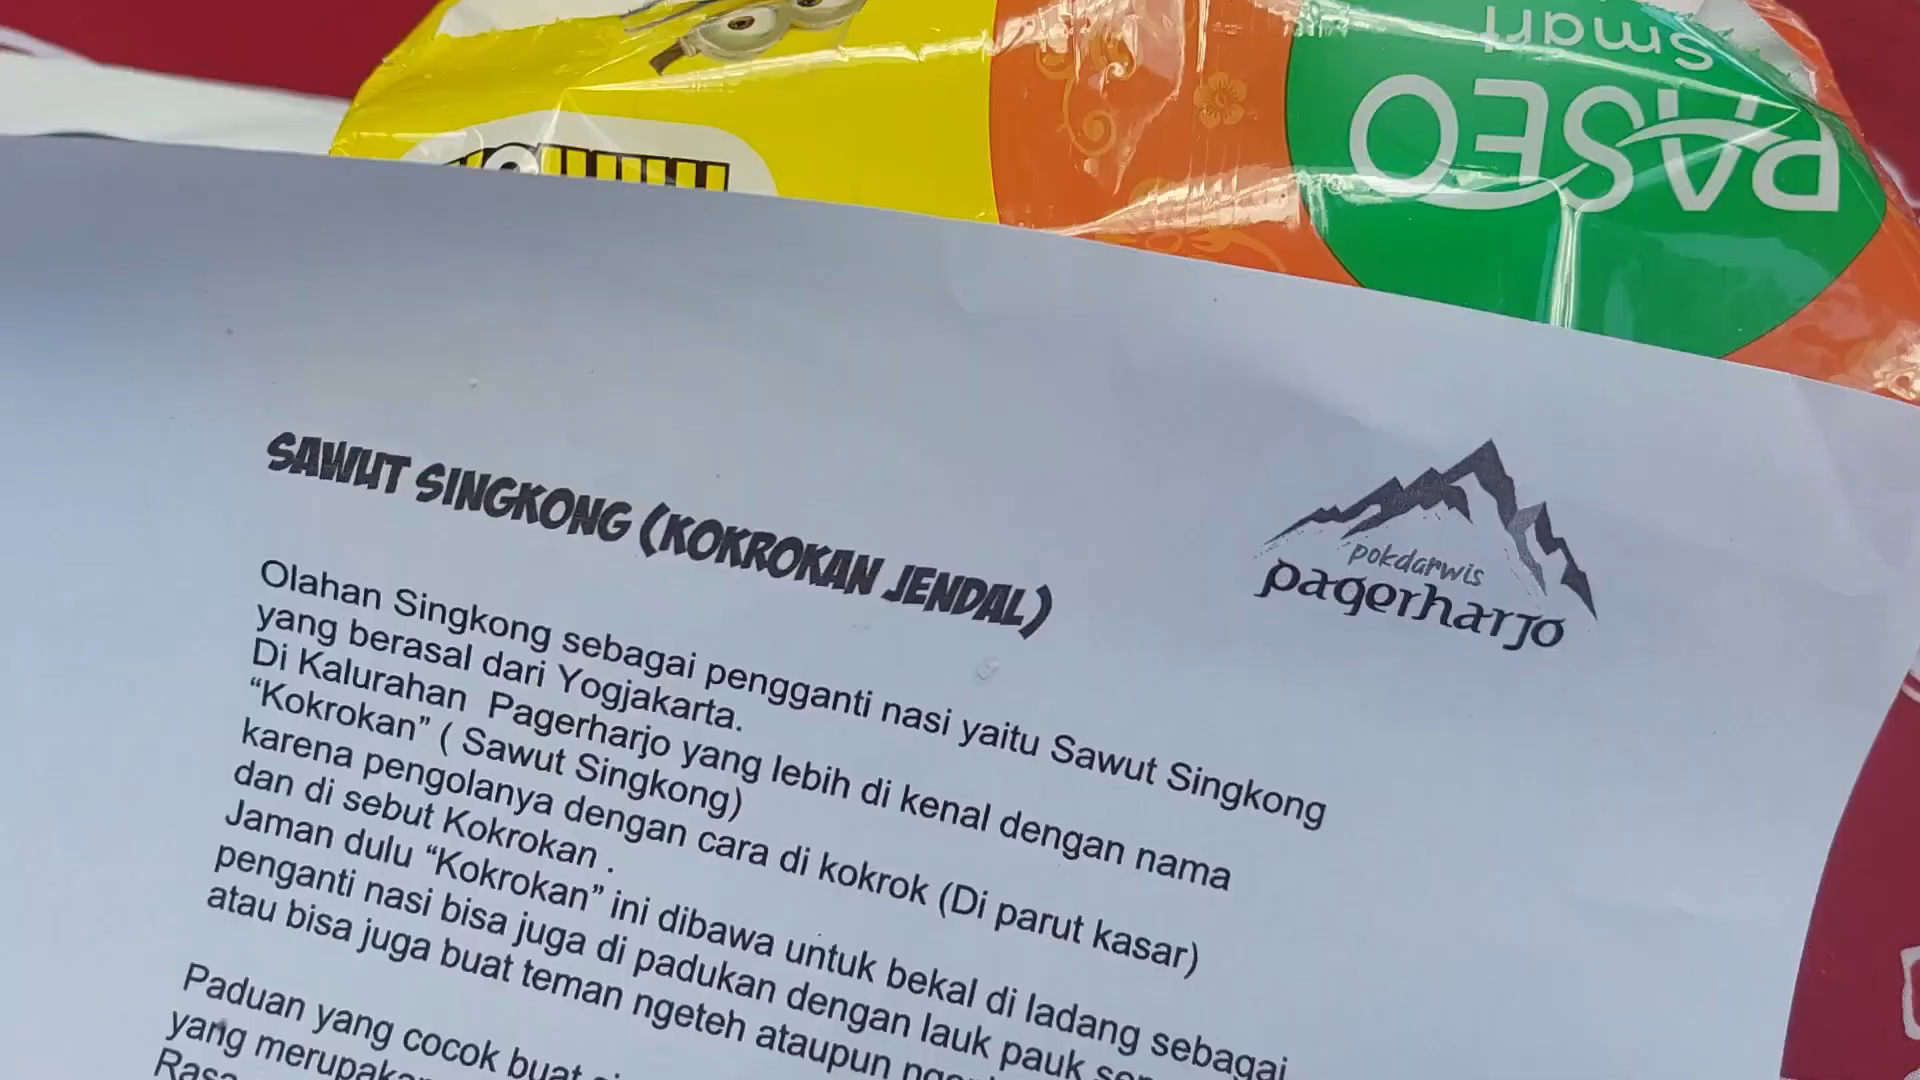 Smart
PASEO
SAWUT SINGKONG (KOKROKAN JENDAL)
pokdarwis
pagerharjo
Olahan Singkong sebagai pengganti nasi yaitu Sawut Singkong
yang berasal dari Yogjakarta.
Di Kalurahan Pagerharjo yang lebih di kenal dengan nama
“Kokrokan” ( Sawut Singkong)
karena pengolanya dengan cara di kokrok (Di parut kasar)
dan di sebut Kokrokan .
Jaman dulu “Kokrokan” ini dibawa untuk bekal di ladang sebagai
penganti nasi bisa juga di padukan dengan lauk pauk
atau bisa juga buat teman ngeteh ataupun
Paduan yang cocok buat
yang